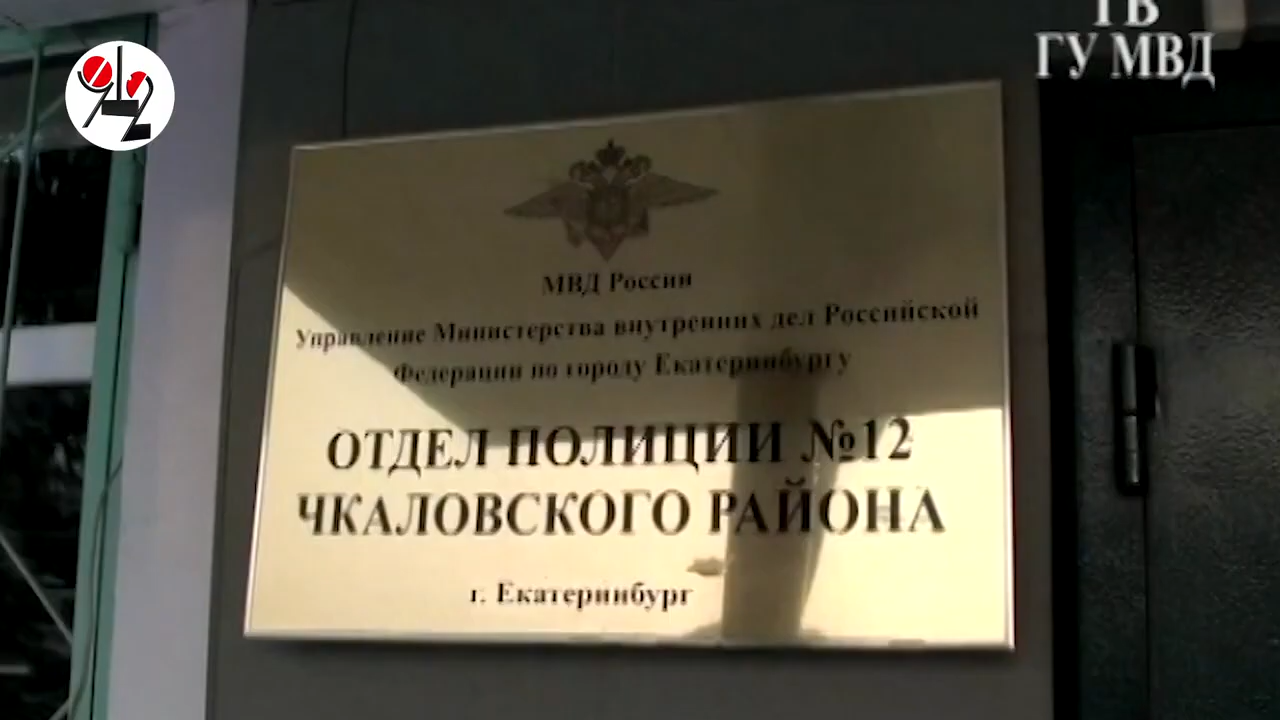 ТВ
ГУ МВД
МВД России
Управление Министерства внутренних дел Российской
Федерации по городу Екатеринбургу
ОТДЕЛ ПОЛИЦИИ №12
ЧКАЛОВСКОГО РАЙОНА
г. Екатеринбург